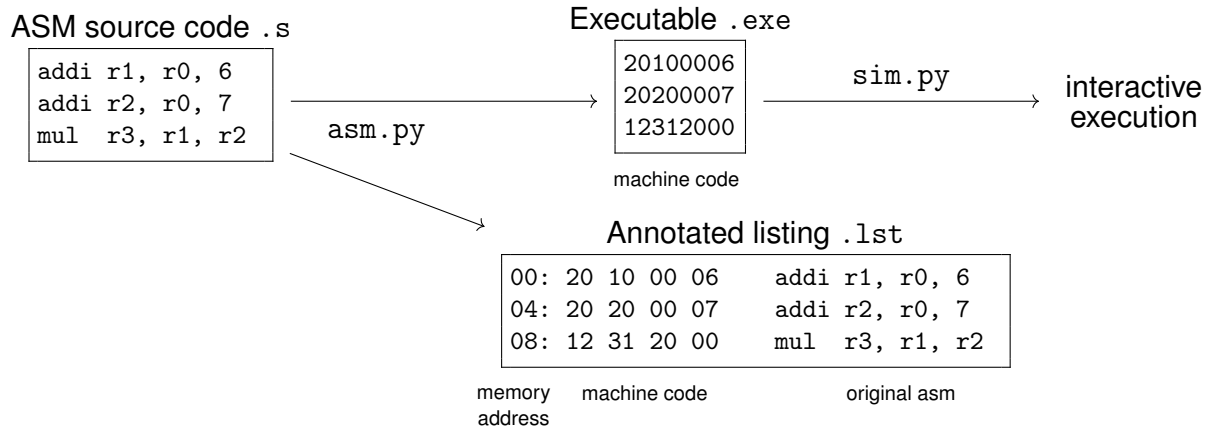 ASM source code .s
addi r1, r0, 6
addi r2, r0, 7
mul  r3, r1, r2
asm.py
Executable .exe
20100006
20200007
12312000
machine code
sim.py
interactive
execution
Annotated listing .lst
00: 20 10 00 06    addi r1, r0, 6
04: 20 20 00 07    addi r2, r0, 7
08: 12 31 20 00    mul  r3, r1, r2
memory
address
machine code
original asm